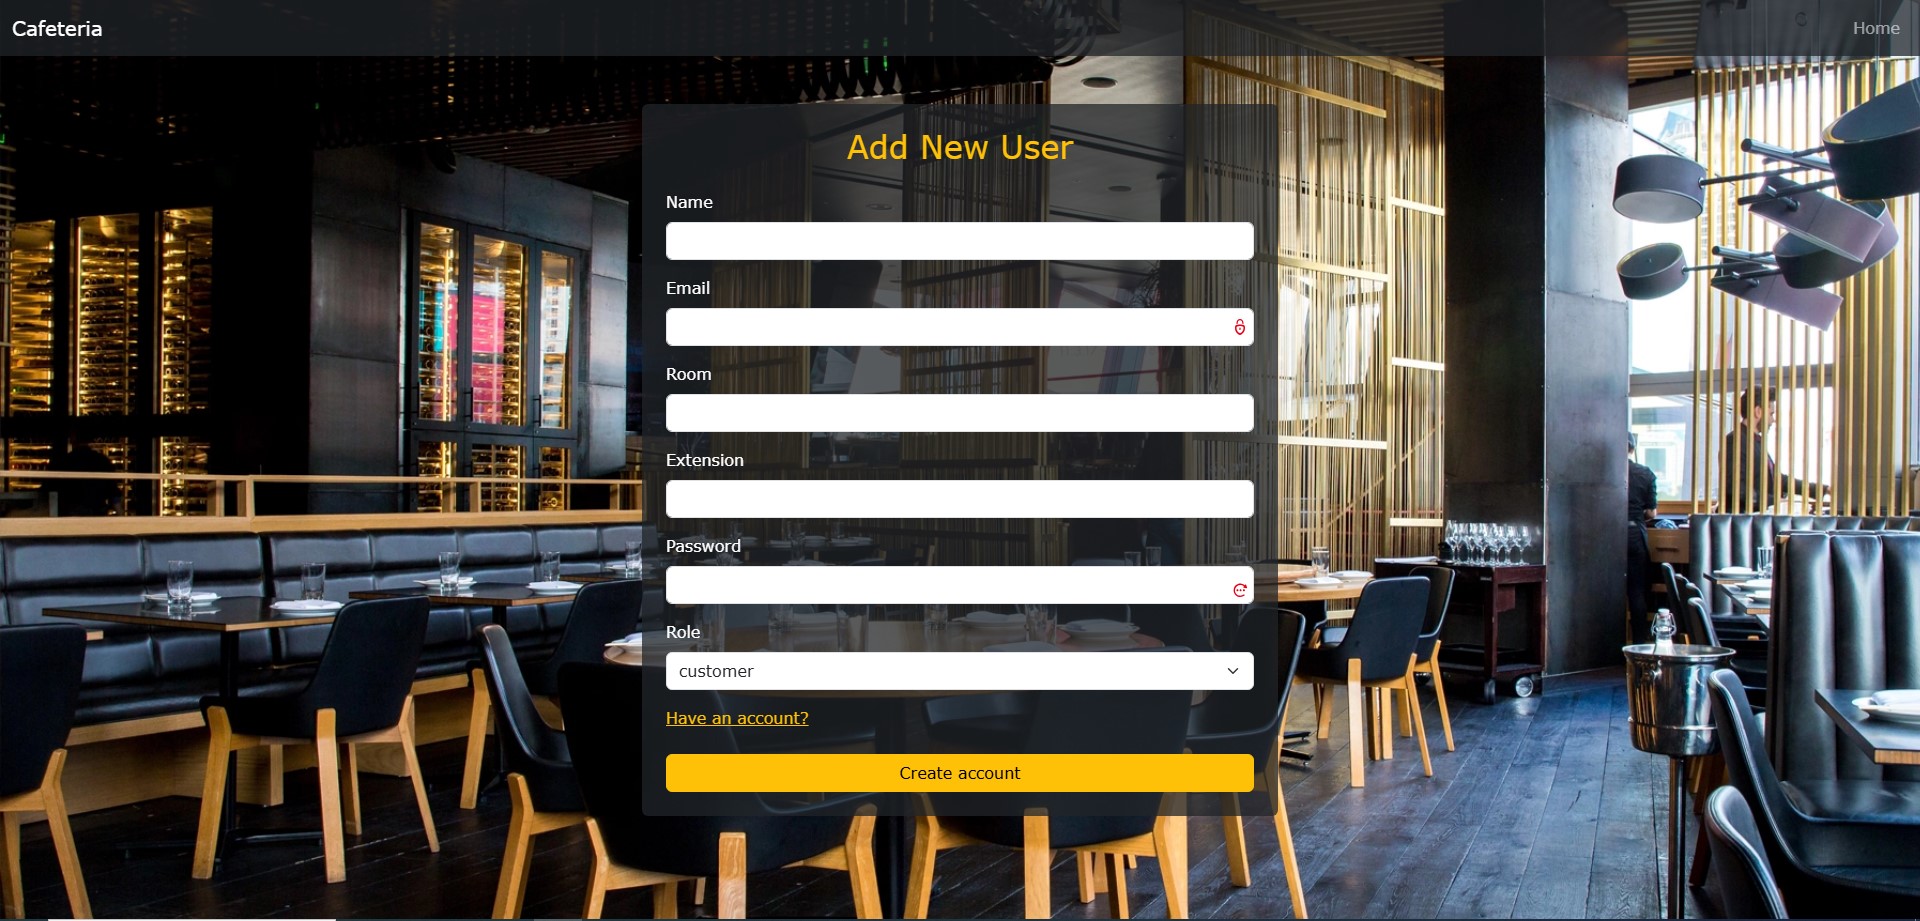 Cafeteria
Home
Add New User
Name
Email
Room
Extension
Password
Role
customer
Have an account?
Create account